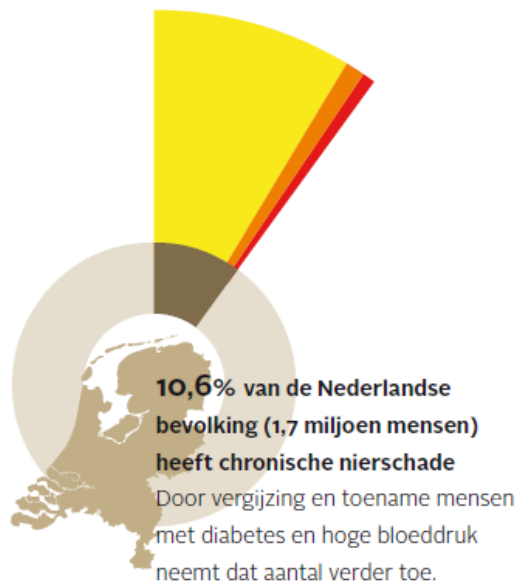 10,6% van de Nederlandse
bevolking (1,7 miljoen mensen)
heeft chronische nierschade
Door vergijzing en toename mensen
met diabetes en hoge bloeddruk
neemt dat aantal verder toe.